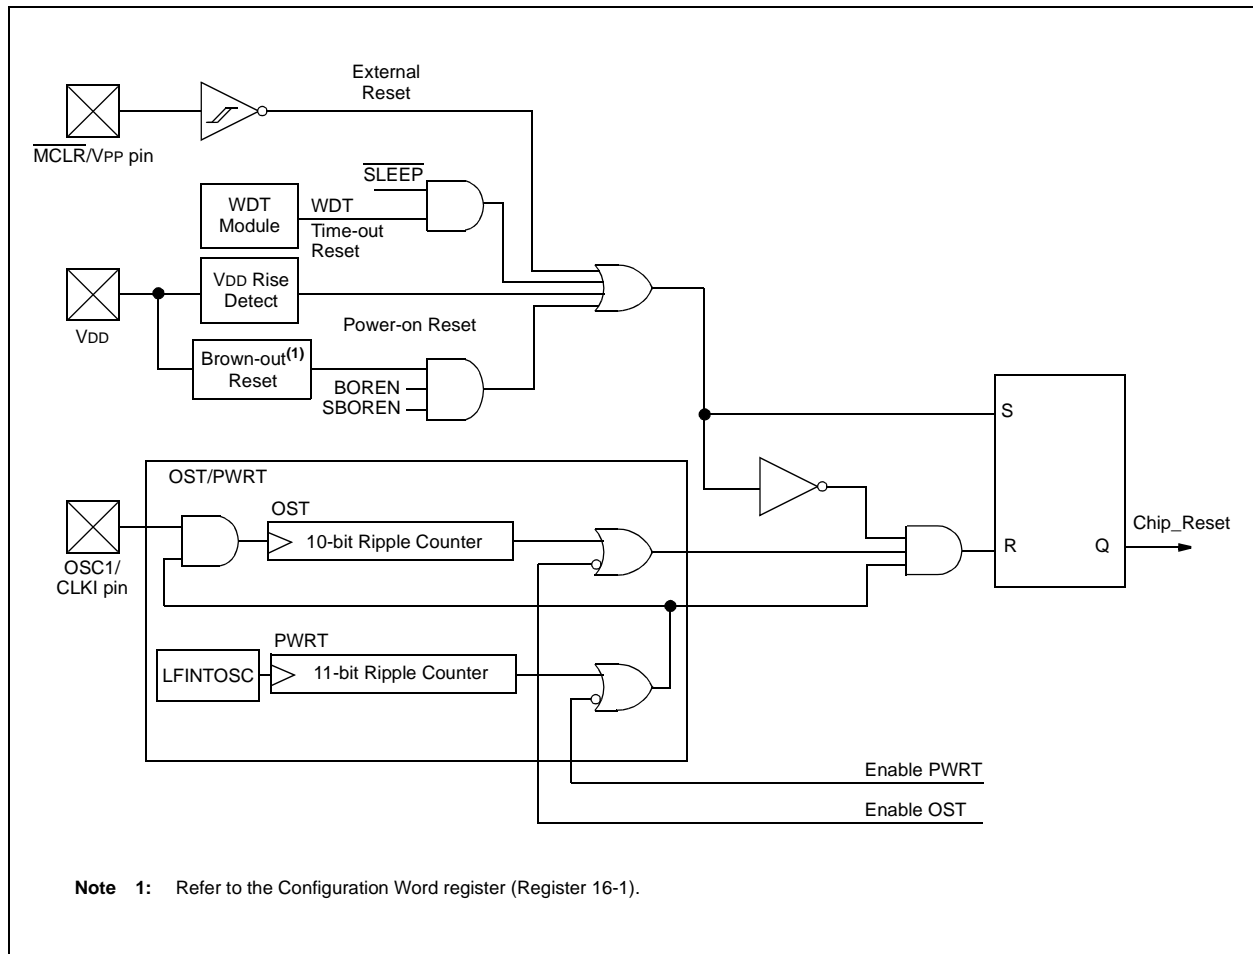 External
Reset
MCLR/VPP pin
SLEEP
WDT
Module
WDT
Time-out
Reset
VDD
VDD Rise
Detect
Power-on Reset
Brown-out(1)
Reset
BOREN
SBOREN
S
R
Q
Chip_Reset
OST/PWRT
OST
10-bit Ripple Counter
OSC1/
CLKI pin
PWRT
LFINTOSC
11-bit Ripple Counter
Enable PWRT
Enable OST
Note 1: Refer to the Configuration Word register (Register 16-1).